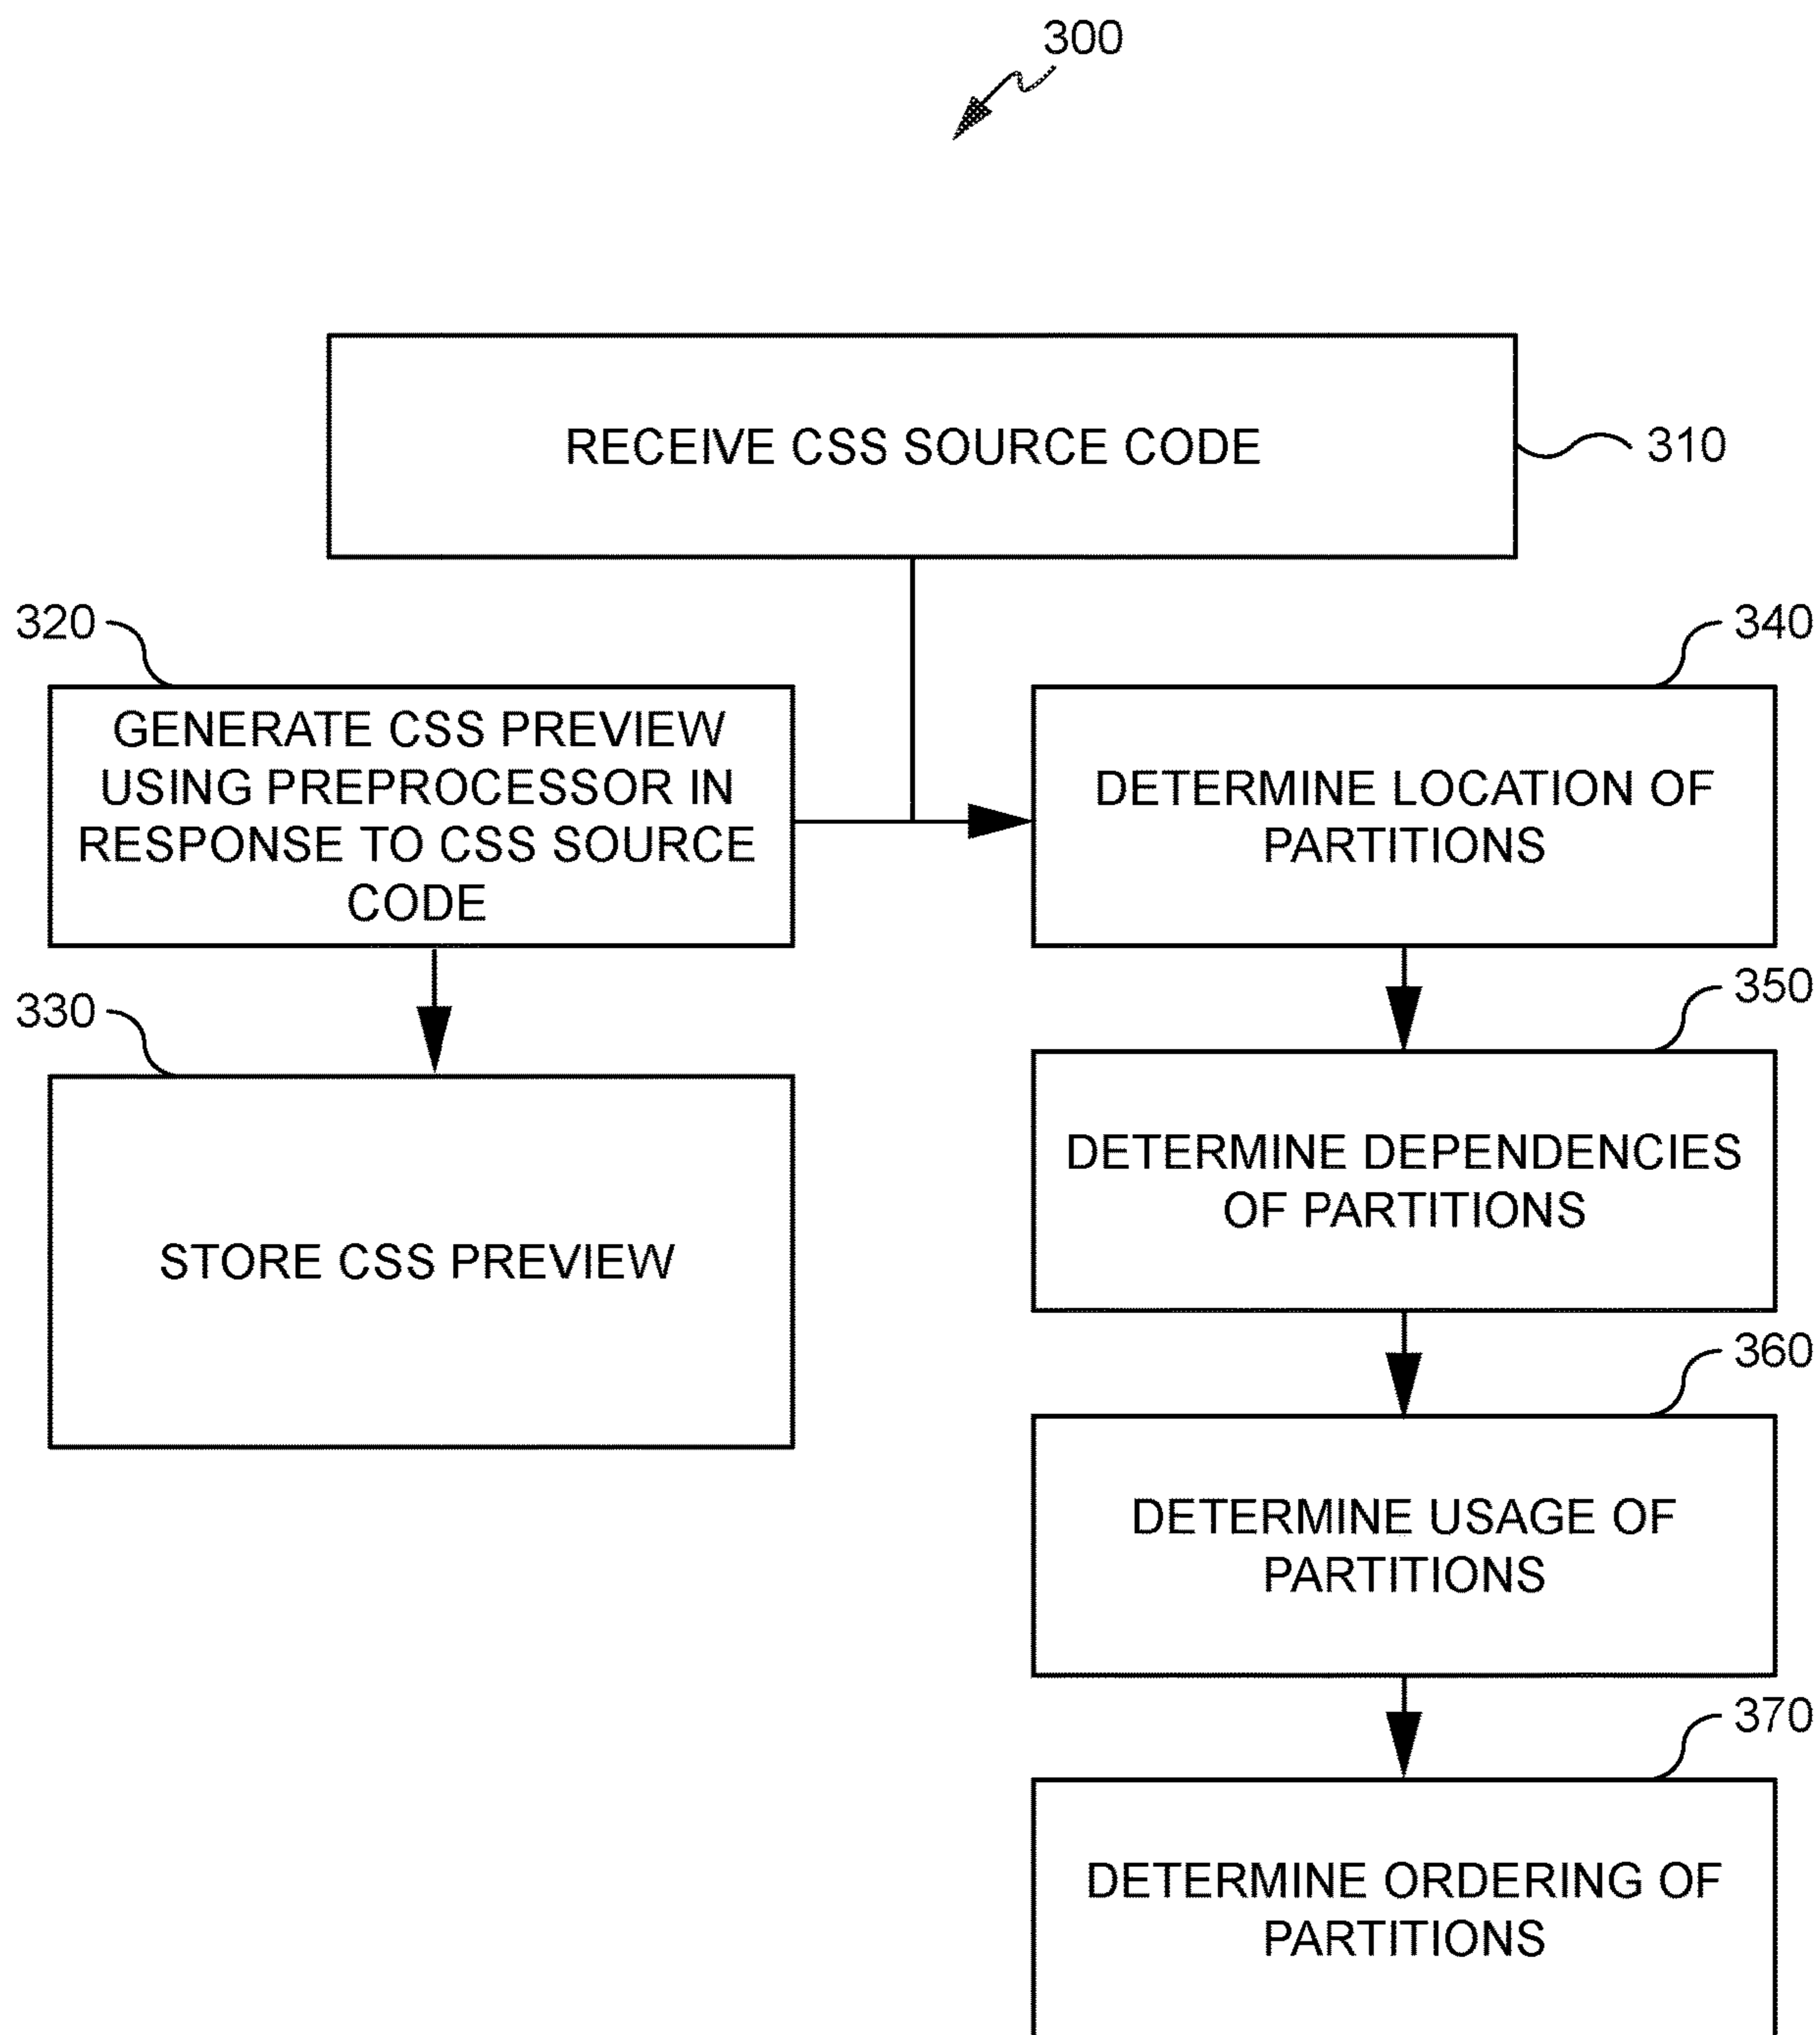 300
RECEIVE CSS SOURCE CODE
310
320
GENERATE CSS PREVIEW
USING PREPROCESSOR IN
RESPONSE TO CSS SOURCE
CODE
340
DETERMINE LOCATION OF
PARTITIONS
330
STORE CSS PREVIEW
350
DETERMINE DEPENDENCIES
OF PARTITIONS
360
DETERMINE USAGE OF
PARTITIONS
370
DETERMINE ORDERING OF
PARTITIONS